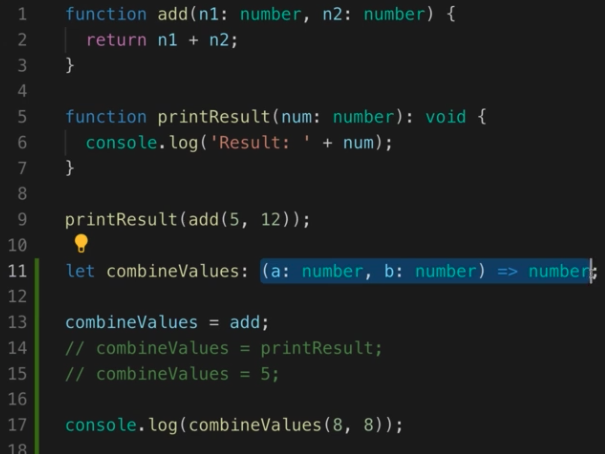 1 function add(n1: number, n2: number) {
2 return n1 + n2;
3 }
4
5 function printResult(num: number): void {
6 console.log('Result: ' + num);
7 }
8
9 printResult(add(5, 12));
10
11 let combineValues: (a: number, b: number) => number;
12
13 combineValues = add;
14 // combineValues = printResult;
15 // combineValues = 5;
16
17 console.log(combineValues(8, 8));
18